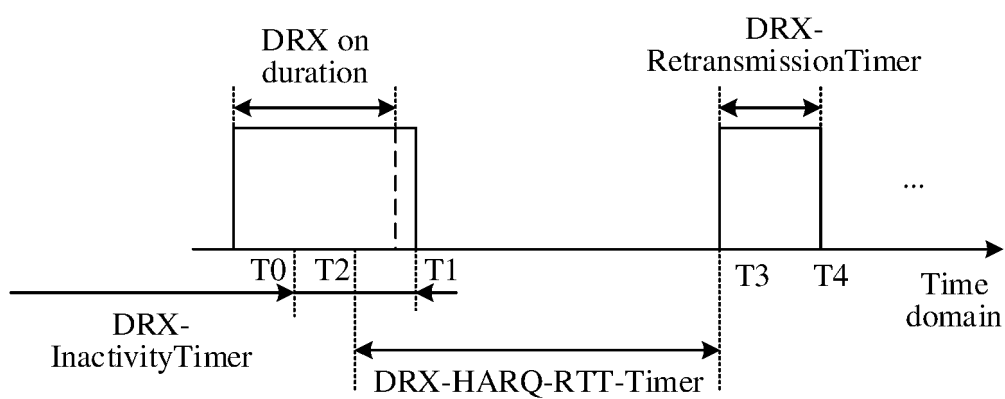 DRX on
duration
DRX-
RetransmissionTimer
...
T0
T2
T1
T3
T4
Time
domain
DRX-
InactivityTimer
DRX-HARQ-RTT-Timer